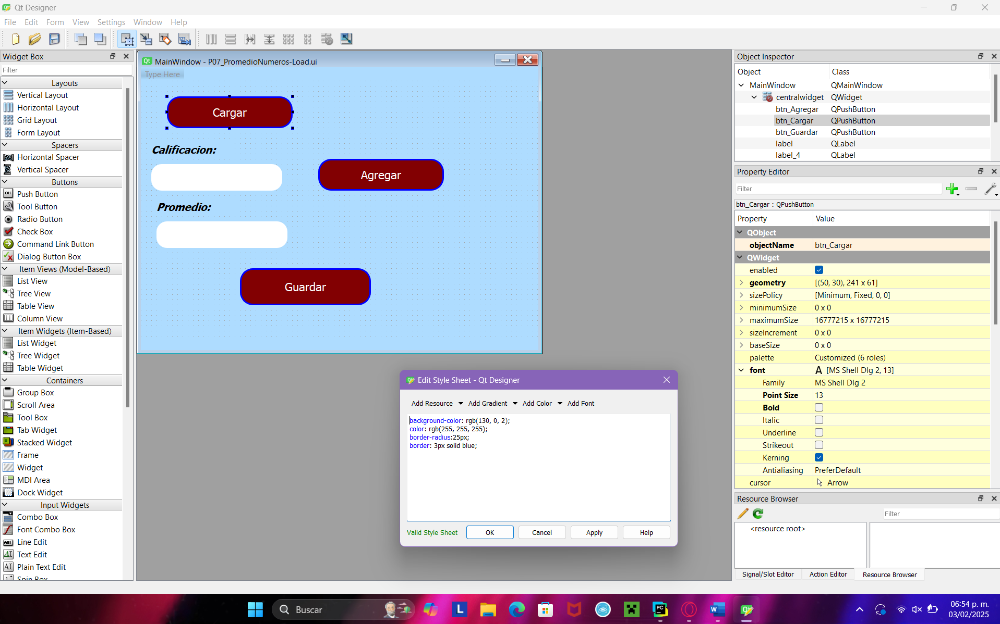 Qt Designer
File Edit Form View Settings Window Help
Widget Box
Filter
Layouts
Vertical Layout
Horizontal Layout
Grid Layout
Form Layout
Spacers
Horizontal Spacer
Vertical Spacer
Buttons
Push Button
Tool Button
Radio Button
Check Box
Command Link Button
Dialog Button Box
Item Views (Model-Based)
List View
Tree View
Table View
Column View
Item Widgets (Item-Based)
List Widget
Tree Widget
Table Widget
Containers
Group Box
Scroll Area
Tool Box
Tab Widget
Stacked Widget
Frame
Widget
MDI Area
Dock Widget
Input Widgets
Combo Box
Font Combo Box
Line Edit
Text Edit
Plain Text Edit
Spin Box
MainWindow - P07_PromedioNumeros-Load.ui
Type Here
Cargar
Calificacion:
Agregar
Promedio:
Guardar
Edit Style Sheet - Qt Designer
Add Resource Add Gradient Add Color Add Font
background-color: rgb(130, 0, 2);
color: rgb(255, 255, 255);
border-radius:25px;
border: 3px solid blue;
Valid Style Sheet OK Cancel Apply Help
Object Inspector
Object Class
MainWindow QMainWindow
centralwidget QWidget
btn_Agregar QPushButton
btn_Cargar QPushButton
btn_Guardar QPushButton
label QLabel
label_4 QLabel
Property Editor
Filter
btn_Cargar : QPushButton
Property Value
QObject
objectName btn_Cargar
QWidget
enabled
geometry [(50, 30), 241 x 61]
sizePolicy [Minimum, Fixed, 0, 0]
minimumSize 0 x 0
maximumSize 16777215 x 16777215
sizeIncrement 0 x 0
baseSize 0 x 0
palette Customized (6 roles)
font A [MS Shell Dlg 2, 13]
Family MS Shell Dlg 2
Point Size 13
Bold
Italic
Underline
Strikeout
Kerning
Antialiasing PreferDefault
cursor Arrow
Resource Browser
Filter
<resource root>
Signal/Slot Editor Action Editor Resource Browser
Buscar
06:54 p. m.
03/02/2025